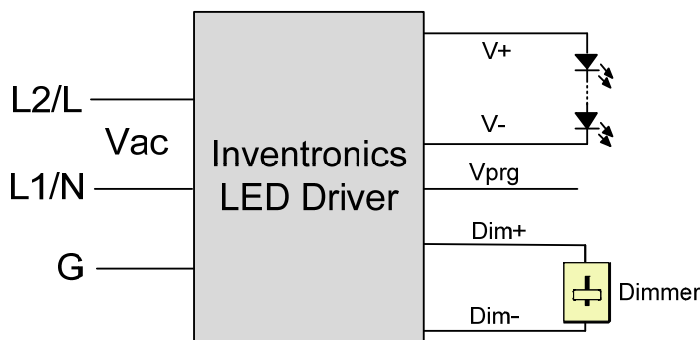 L2/L
Vac
L1/N
G
Inventronics
LED Driver
V+
V-
Vprg
Dim+
Dim-
Dimmer